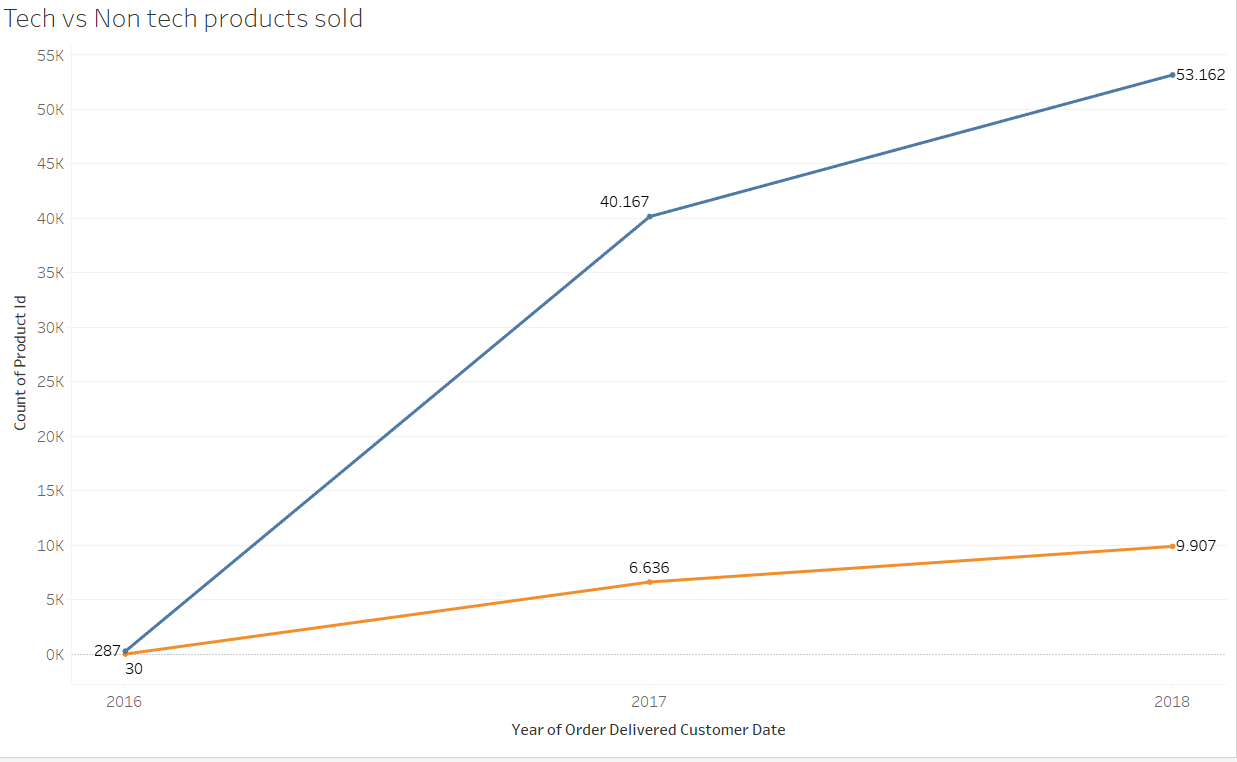 Tech vs Non tech products sold
55K
53.162
50K
45K
40.167
40K
35K
30K
Count of Product Id
25K
20K
15K
10K
9.907
6.636
5K
287
0K
30
2016
2017
2018
Year of Order Delivered Customer Date